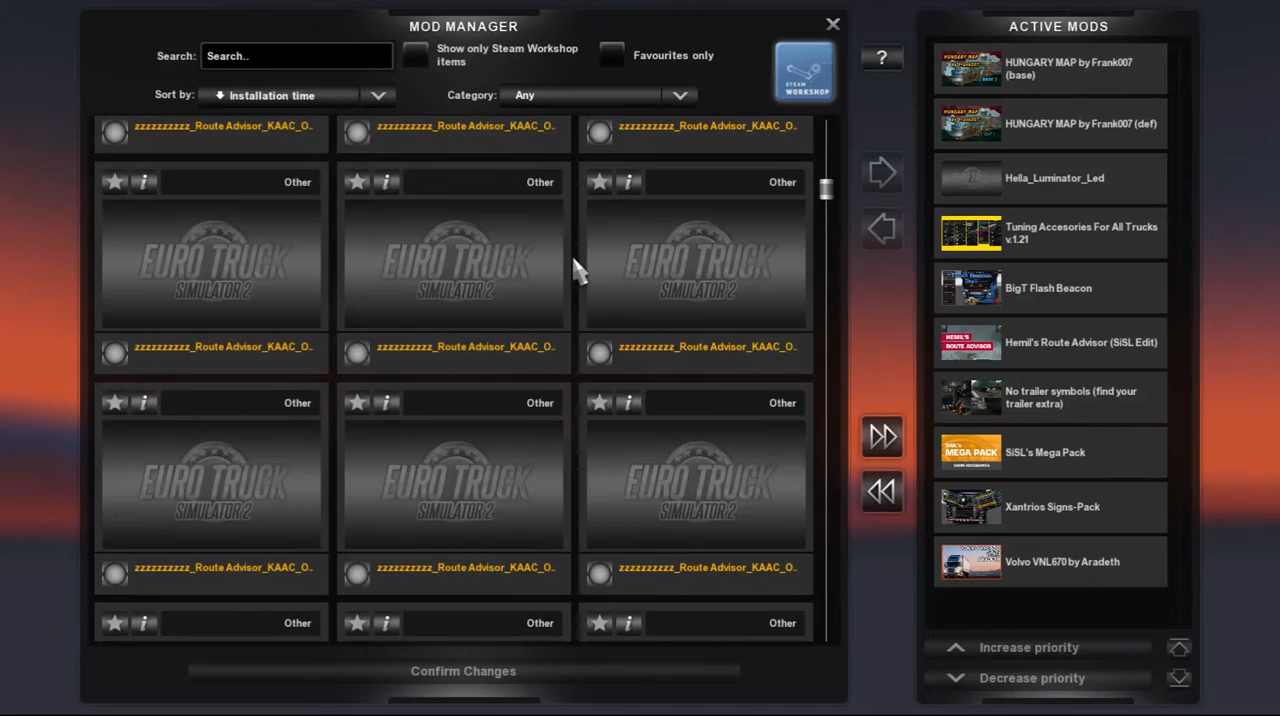 MOD MANAGER
Search:
Search..
Show only Steam Workshop
items
Favourites only
STEAM
WORKSHOP
Sort by:
Installation time
Category:
Any
zzzzzzzzzz_Route Advisor_KAAC_O..
zzzzzzzzzz_Route Advisor_KAAC_O..
zzzzzzzzzz_Route Advisor_KAAC_O..
Other
Other
Other
EURO TRUCK
SIMULATOR 2
EURO TRUCK
SIMULATOR 2
EURO TRUCK
SIMULATOR 2
zzzzzzzzzz_Route Advisor_KAAC_O..
zzzzzzzzzz_Route Advisor_KAAC_O..
zzzzzzzzzz_Route Advisor_KAAC_O..
Other
Other
Other
EURO TRUCK
SIMULATOR 2
EURO TRUCK
SIMULATOR 2
EURO TRUCK
SIMULATOR 2
zzzzzzzzzz_Route Advisor_KAAC_O..
zzzzzzzzzz_Route Advisor_KAAC_O..
zzzzzzzzzz_Route Advisor_KAAC_O..
Other
Other
Other
Confirm Changes
?
ACTIVE MODS
HUNGARY MAP by Frank007
(base)
HUNGARY MAP by Frank007 (def)
Hella_Luminator_Led
Tuning Accesories For All Trucks
v.1.21
BigT Flash Beacon
HEMIL'S
ROUTE ADVISOR
Hemil's Route Advisor (SiSL Edit)
No trailer symbols (find your
trailer extra)
SiSL's
MEGA PACK
SiSL's Mega Pack
Xantrios Signs-Pack
Volvo VNL670 by Aradeth
Increase priority
Decrease priority